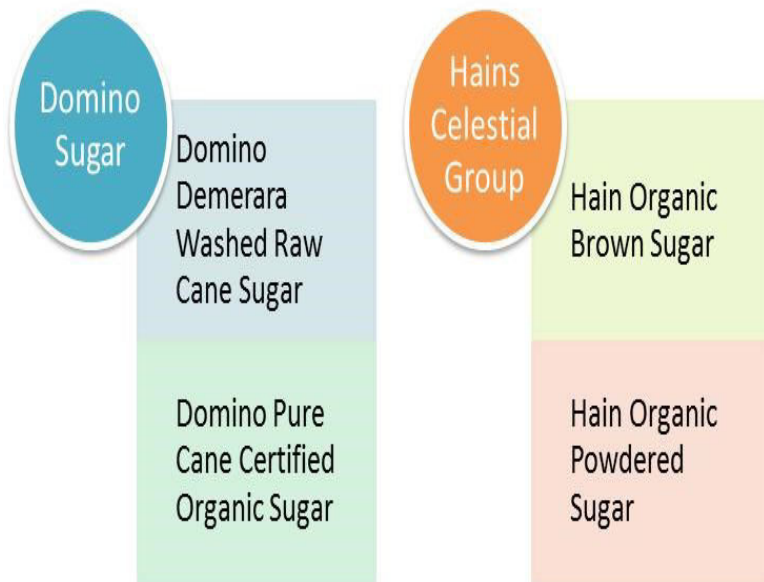 Domino
Sugar
Domino
Demerara
Washed Raw
Cane Sugar
Domino Pure
Cane Certified
Organic Sugar
Hains
Celestial
Group
Hain Organic
Brown Sugar
Hain Organic
Powdered
Sugar